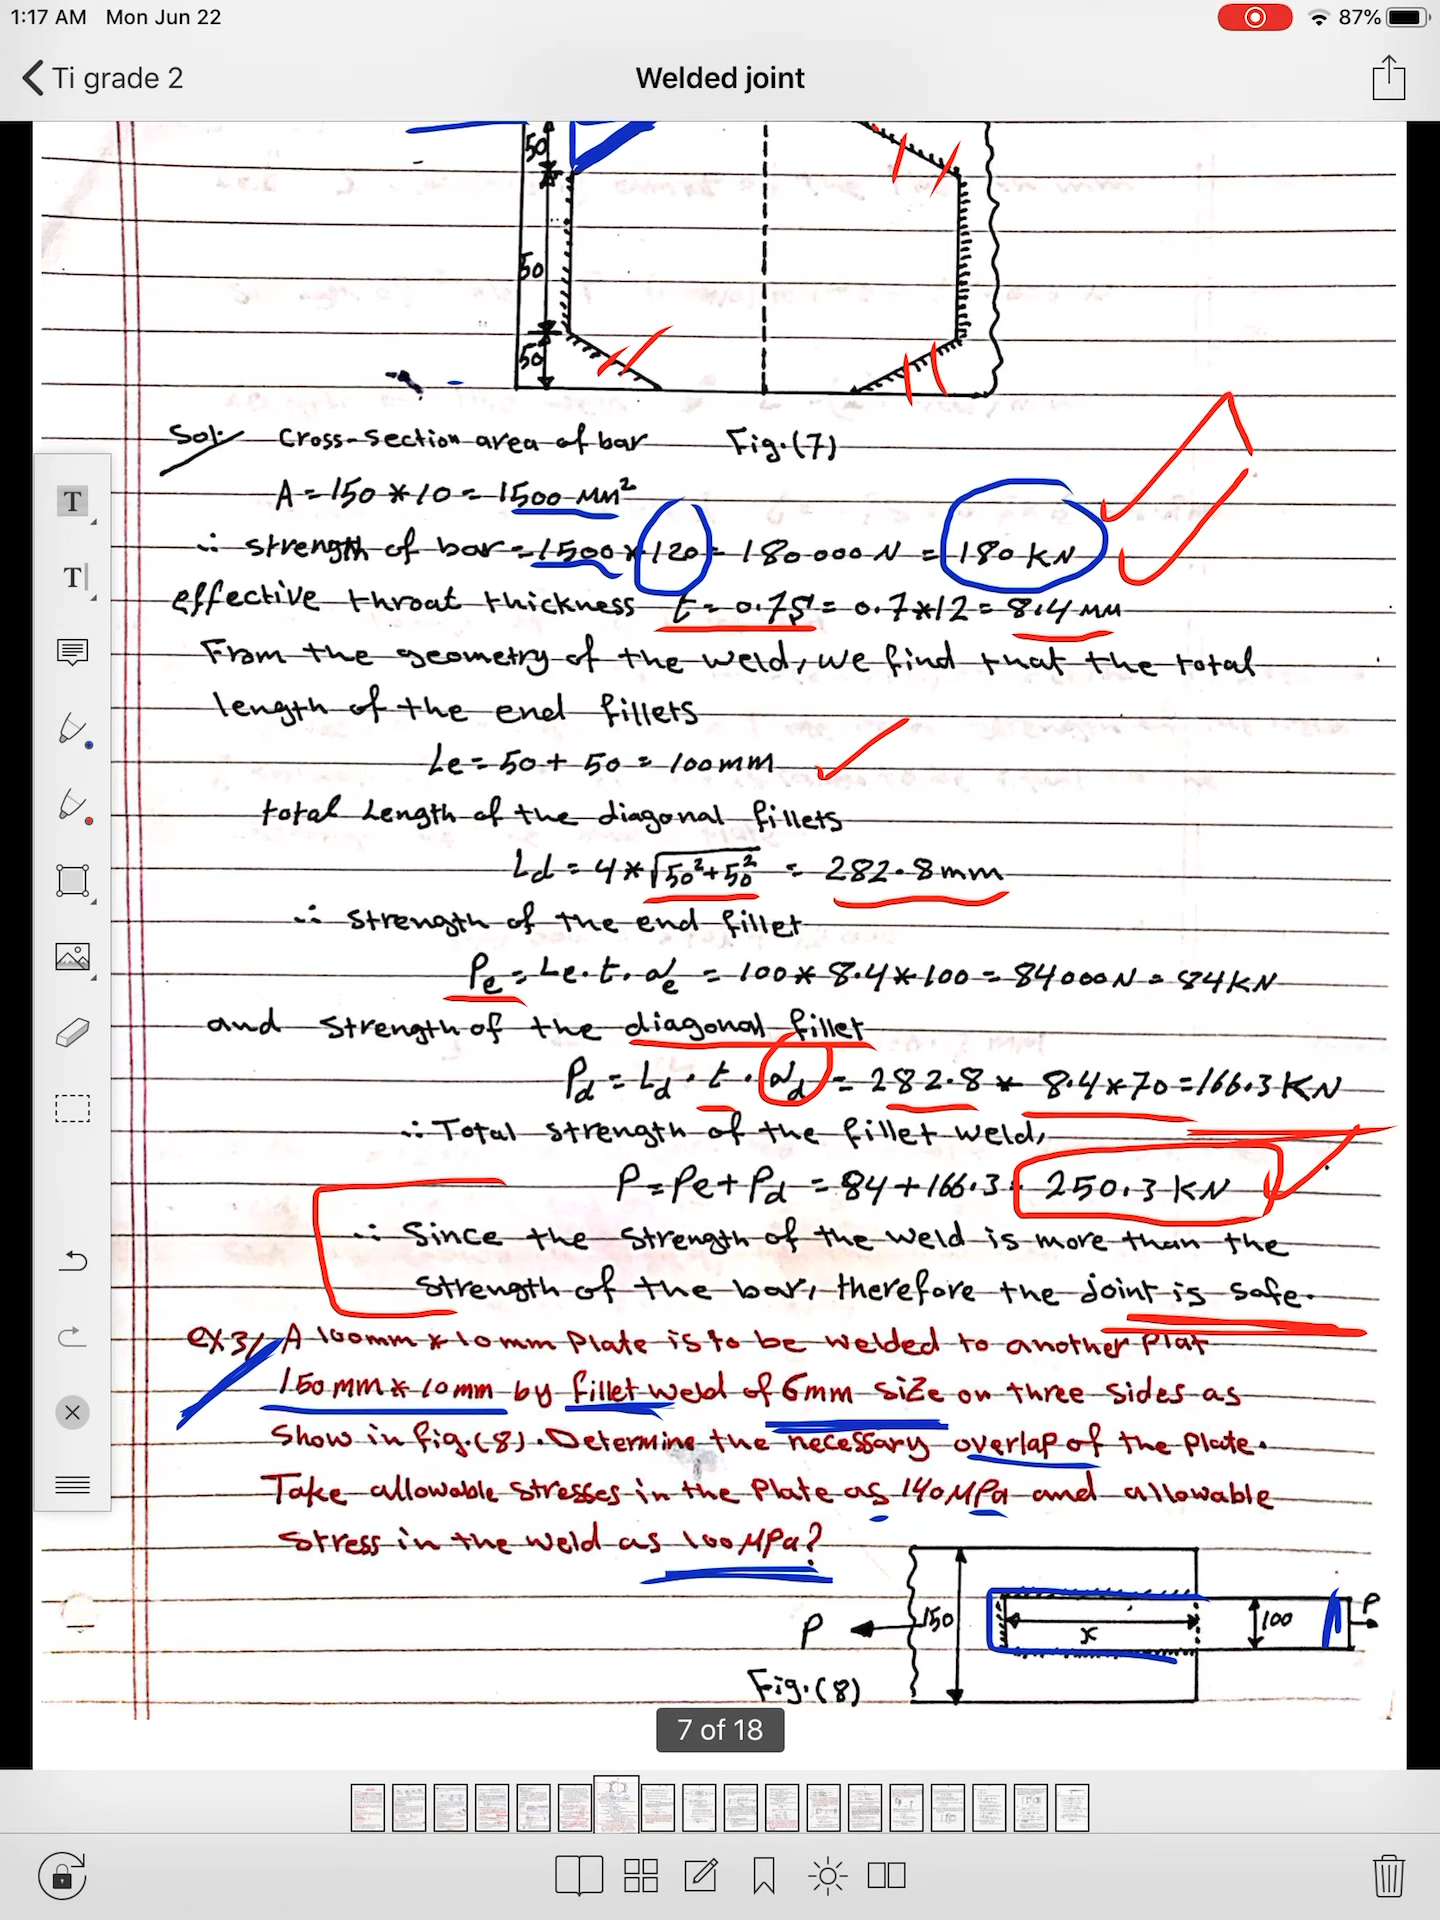 1:17 AM Mon Jun 22
87%
Ti grade 2
Welded joint
50
50
50
Sol. Cross-section area of bar Fig.(7)
A = 150 * 10 = 1500 mm²
∴ strength of bar = 1500 * 120 = 180000 N = 180 KN
effective throat thickness t = 0.7S = 0.7*12 = 8.4 mm
From the geometry of the weld, we find that the total
length of the end fillets
Le = 50 + 50 = 100mm
total Length of the diagonal fillets
Ld = 4 * √50²+50² = 282.8mm
∴ strength of the end fillet
Pe = Le . t . σe = 100 * 8.4 * 100 = 84000N = 84KN
and strength of the diagonal fillet
Pd = Ld . t . σd = 282.8 * 8.4*70 = 166.3 KN
∴ Total strength of the fillet weld,
P = Pe + Pd = 84 + 166.3 = 250.3 KN
∴ Since the strength of the weld is more than the
strength of the bar, therefore the joint is safe.
ex3/ A 100mm * 10mm Plate is to be welded to another Plat
150 mm * 10mm by fillet weld of 6mm size on three sides as
Show in fig.(8). Determine the necessary overlap of the Plate.
Take allowable stresses in the Plate as 140 MPa and allowable
stress in the weld as 100 MPa?
P 150 x 100 P
Fig.(8)
T
T
7 of 18